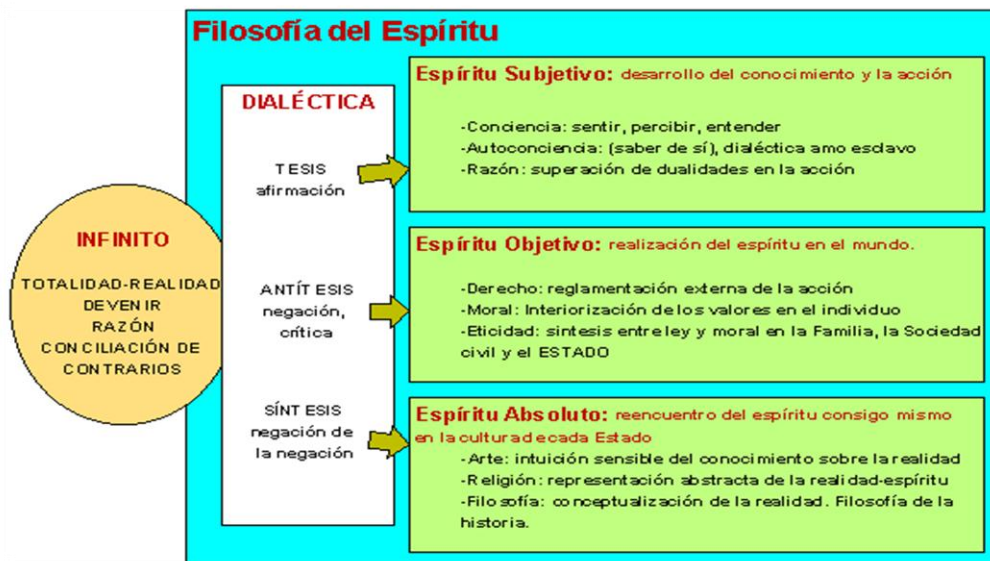 Filosofía del Espíritu
INFINITO
TOTALIDAD-REALIDAD
DEVENIR
RAZÓN
CONCILIACIÓN DE
CONTRARIOS
DIALÉCTICA
TESIS
afirmación
ANTÍTESIS
negación,
crítica
SÍNTESIS
negación de
la negación
Espíritu Subjetivo: desarrollo del conocimiento y la acción
-Conciencia: sentir, percibir, entender
-Autoconciencia: (saber de sí), dialéctica amo esclavo
-Razón: superación de dualidades en la acción
Espíritu Objetivo: realización del espíritu en el mundo.
-Derecho: reglamentación externa de la acción
-Moral: Interiorización de los valores en el individuo
-Eticidad: síntesis entre ley y moral en la Familia, la Sociedad
civil y el ESTADO
Espíritu Absoluto: reencuentro del espíritu consigo mismo
en la cultura de cada Estado
-Arte: intuición sensible del conocimiento sobre la realidad
-Religión: representación abstracta de la realidad-espíritu
-Filosofía: conceptualización de la realidad. Filosofía de la
historia.